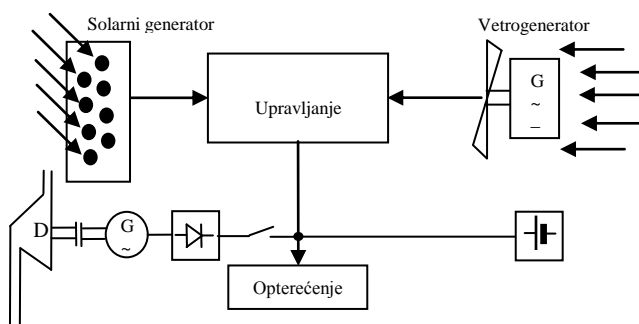 Solarni generator
Vetrogenerator
Upravljanje
G
~
_
D
G
~
Opterećenje